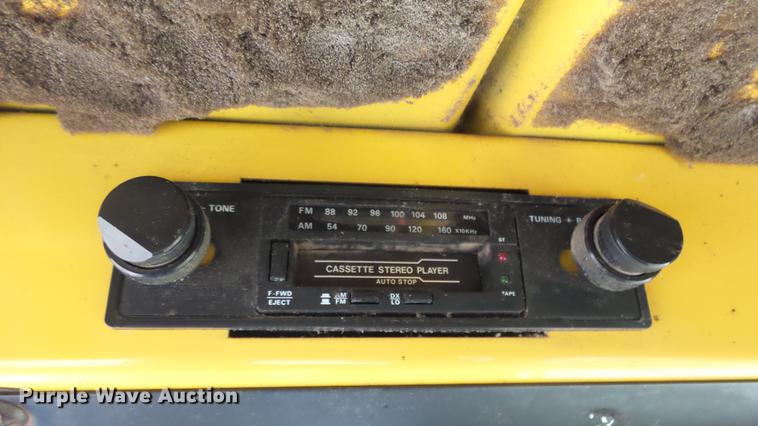 TONE
FM 88 92 96 100 104 108 MHz
AM 54 70 90 120 160 X10KHz
TUNING
ST
CASSETTE STEREO PLAYER
AUTO STOP
F·FWD
EJECT
AM
FM
DX
LO
TAPE
Purple Wave Auction